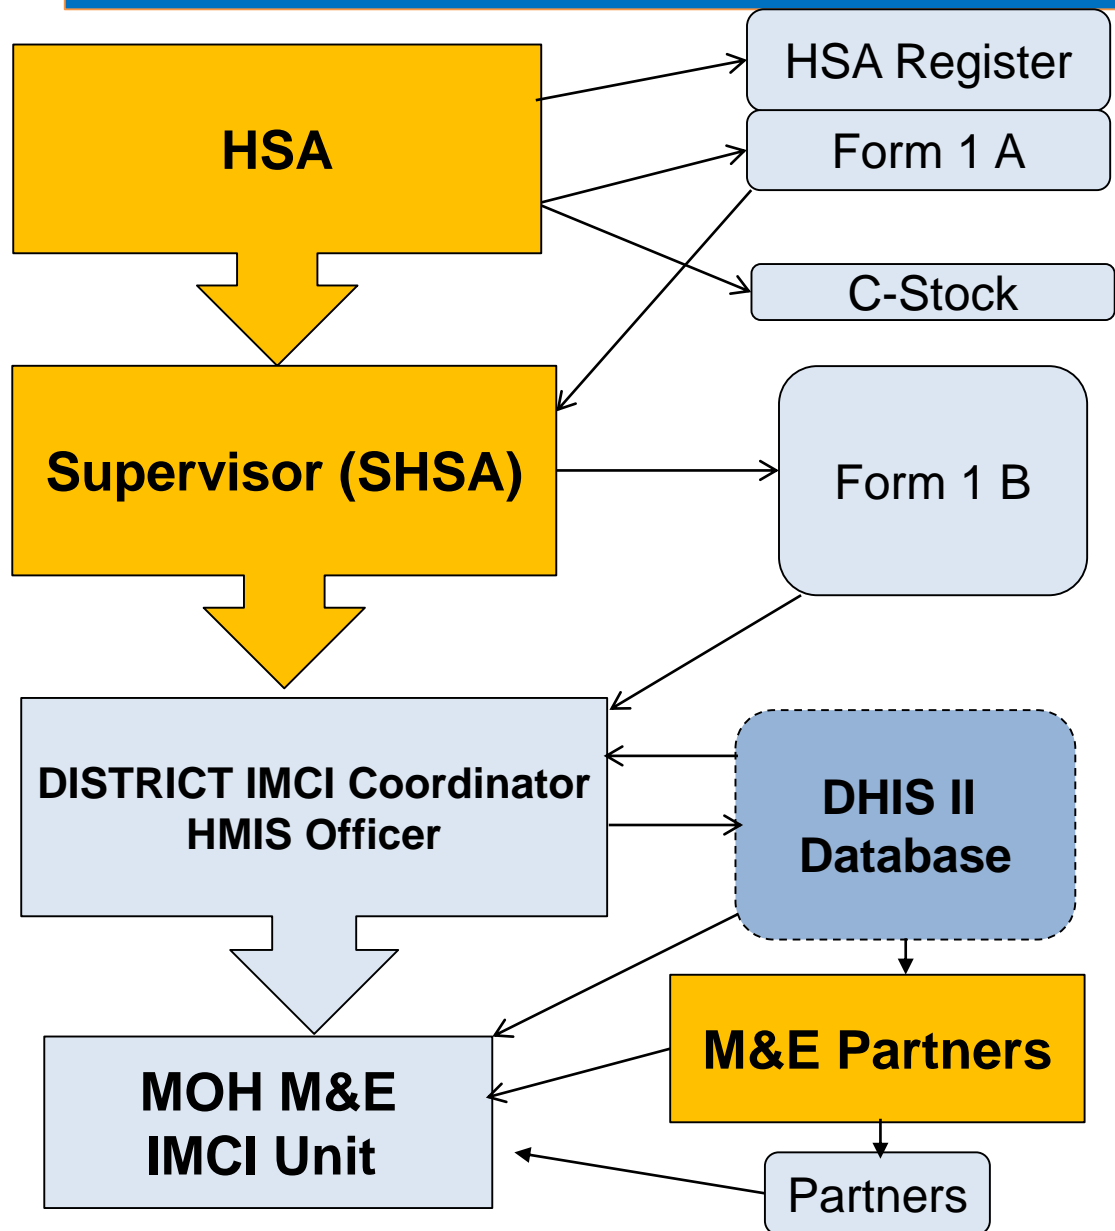 HSA Register
HSA
Form 1 A
C-Stock
Supervisor (SHSA)
Form 1 B
DISTRICT IMCI Coordinator
HMIS Officer
DHIS II
Database
M&E Partners
MOH M&E
IMCI Unit
Partners